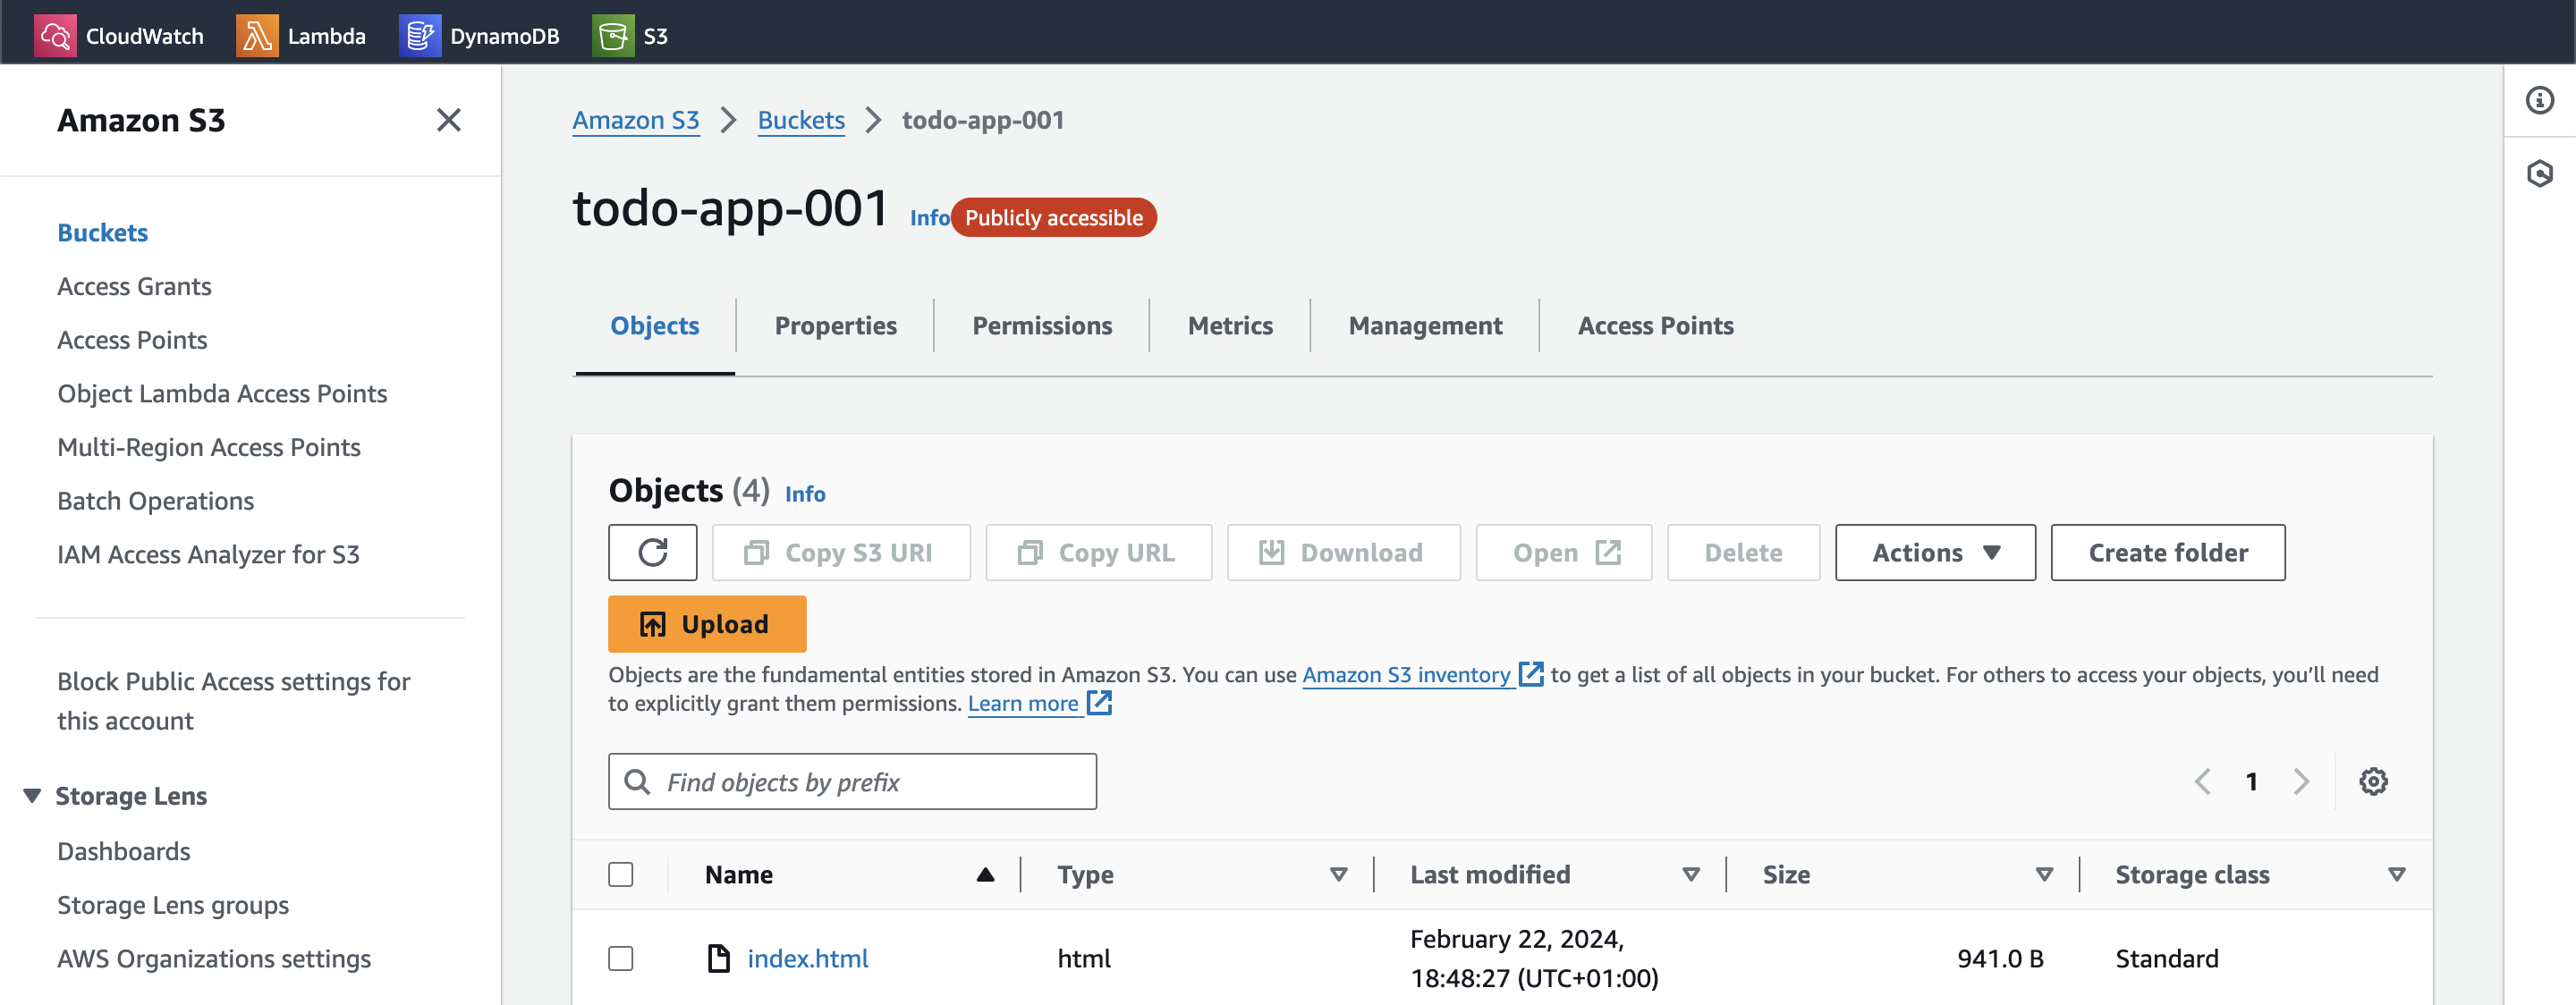 CloudWatch Lambda DynamoDB S3
Amazon S3
Buckets
Access Grants
Access Points
Object Lambda Access Points
Multi-Region Access Points
Batch Operations
IAM Access Analyzer for S3
Block Public Access settings for
this account
Storage Lens
Dashboards
Storage Lens groups
AWS Organizations settings
Amazon S3 Buckets todo-app-001
todo-app-001 Info Publicly accessible
Objects Properties Permissions Metrics Management Access Points
Objects (4) Info
Copy S3 URI Copy URL Download Open Delete Actions Create folder
Upload
Objects are the fundamental entities stored in Amazon S3. You can use Amazon S3 inventory to get a list of all objects in your bucket. For others to access your objects, you’ll need
to explicitly grant them permissions. Learn more
Find objects by prefix
1
Name Type Last modified Size Storage class
index.html html February 22, 2024, 941.0 B Standard
18:48:27 (UTC+01:00)